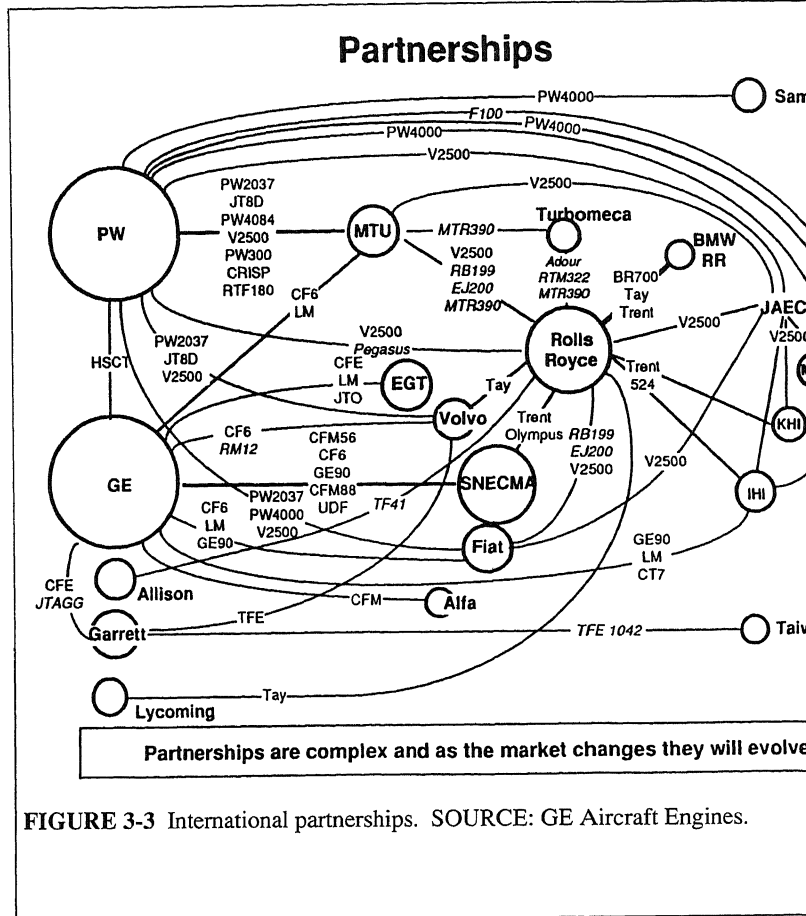 Partnerships
PW4000
Sam
F100
PW4000
PW4000
V2500
PW2037
JT8D
PW4084
V2500
PW300
CRISP
RTF180
V2500
PW
MTU
MTR390
Turbomeca
BMW
RR
V2500
RB199
EJ200
MTR390
Adour
RTM322
MTR390
BR700
Tay
Trent
CF6
LM
JAEC
V2500
V2500
V2500
Pegasus
Rolls
Royce
HSCT
PW2037
JT8D
V2500
CFE
LM
JTO
EGT
Tay
Trent
524
Volvo
KHI
CF6
RM12
Trent
Olympus
RB199
EJ200
V2500
V2500
CFM56
CF6
GE90
CFM88
UDF
GE
SNECMA
IHI
CF6
LM
GE90
PW2037
PW4000
V2500
TF41
Fiat
GE90
LM
CT7
CFE
JTAGG
Allison
CFM
Alfa
Garrett
TFE
TFE 1042
Taiw
Tay
Lycoming
Partnerships are complex and as the market changes they will evolve
FIGURE 3-3 International partnerships. SOURCE: GE Aircraft Engines.